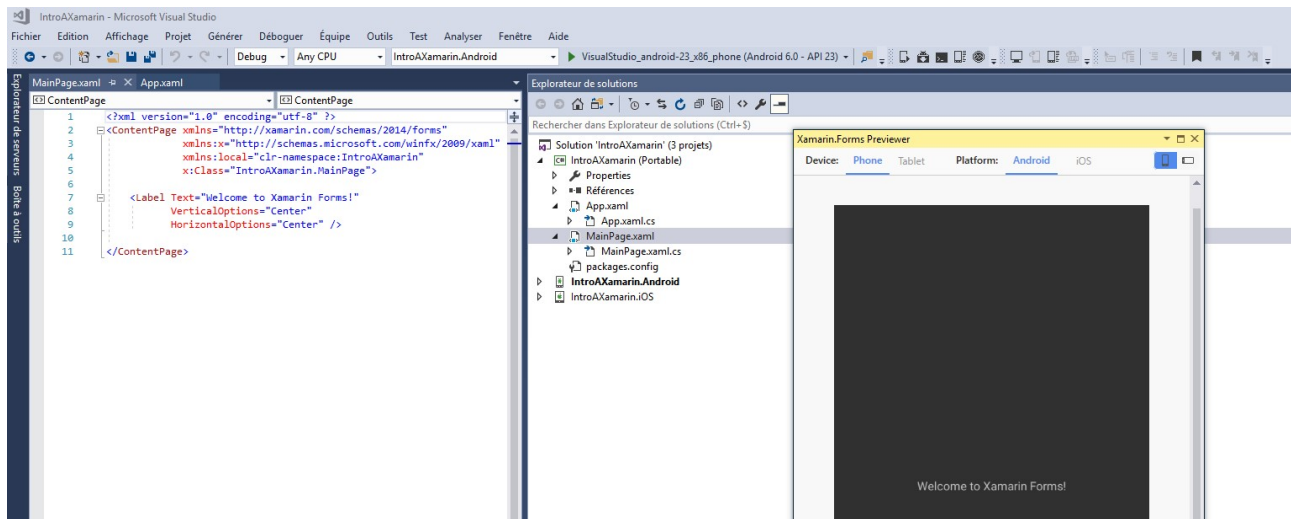 IntroAXamarin - Microsoft Visual Studio
Fichier Edition Affichage Projet Générer Déboguer Équipe Outils Test Analyser Fenêtre Aide
Debug Any CPU IntroAXamarin.Android VisualStudio_android-23_x86_phone (Android 6.0 - API 23)
Explorateur de serveurs
Boîte à outils
MainPage.xaml App.xaml
ContentPage ContentPage
1 <?xml version="1.0" encoding="utf-8" ?>
2 <ContentPage xmlns="http://xamarin.com/schemas/2014/forms"
3 xmlns:x="http://schemas.microsoft.com/winfx/2009/xaml"
4 xmlns:local="clr-namespace:IntroAXamarin"
5 x:Class="IntroAXamarin.MainPage">
6
7 <Label Text="Welcome to Xamarin Forms!"
8 VerticalOptions="Center"
9 HorizontalOptions="Center" />
10
11 </ContentPage>
Explorateur de solutions
Rechercher dans Explorateur de solutions (Ctrl+$)
Solution 'IntroAXamarin' (3 projets)
IntroAXamarin (Portable)
Properties
Références
App.xaml
App.xaml.cs
MainPage.xaml
MainPage.xaml.cs
packages.config
IntroAXamarin.Android
IntroAXamarin.iOS
Xamarin.Forms Previewer
Device: Phone Tablet Platform: Android iOS
Welcome to Xamarin Forms!